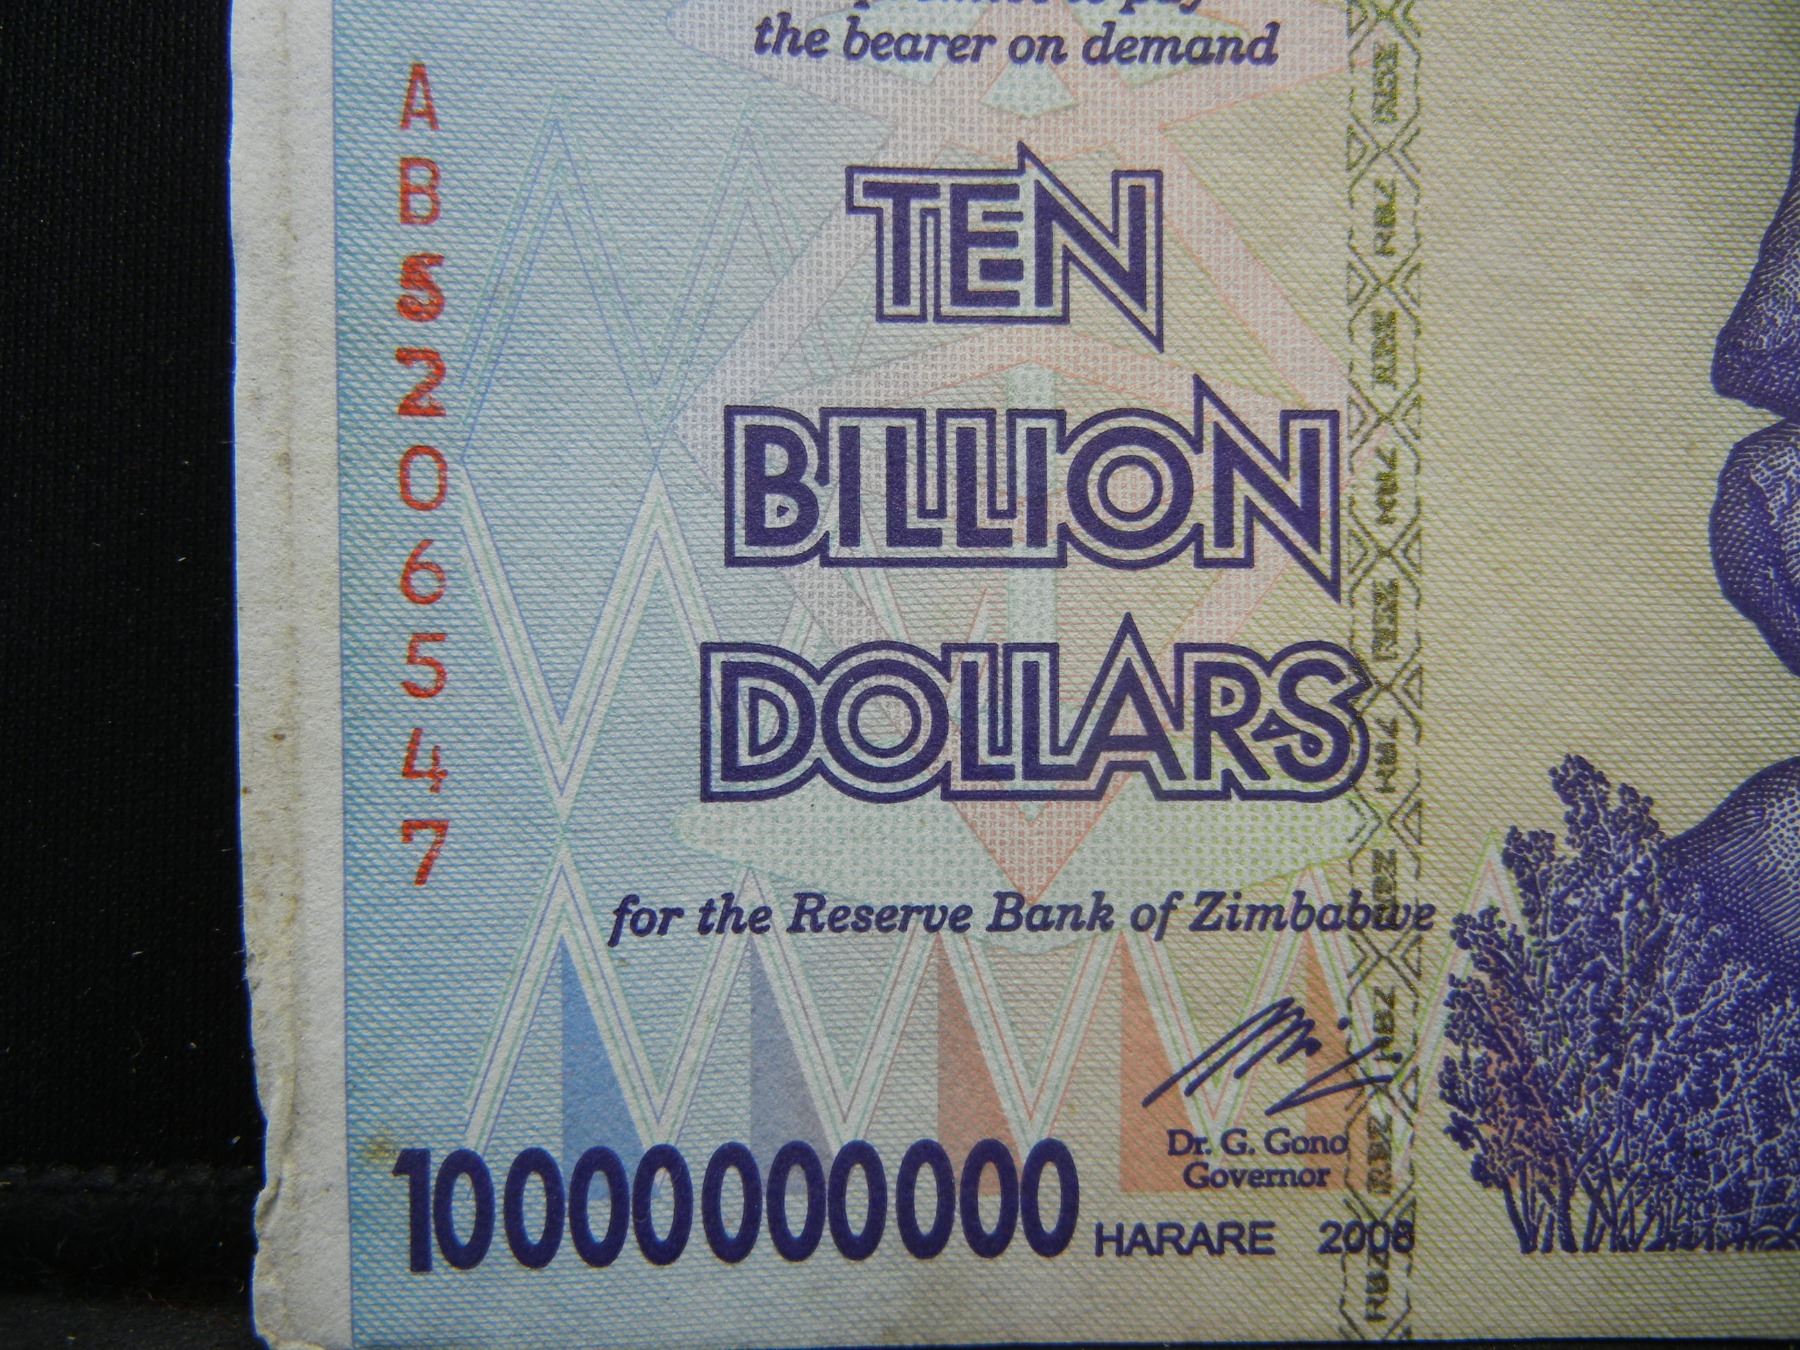 the bearer on demand
TEN
BILLION
DOLLARS
for the Reserve Bank of Zimbabwe
Dr. G. Gono
Governor
10000000000
HARARE 2008
AB5206547